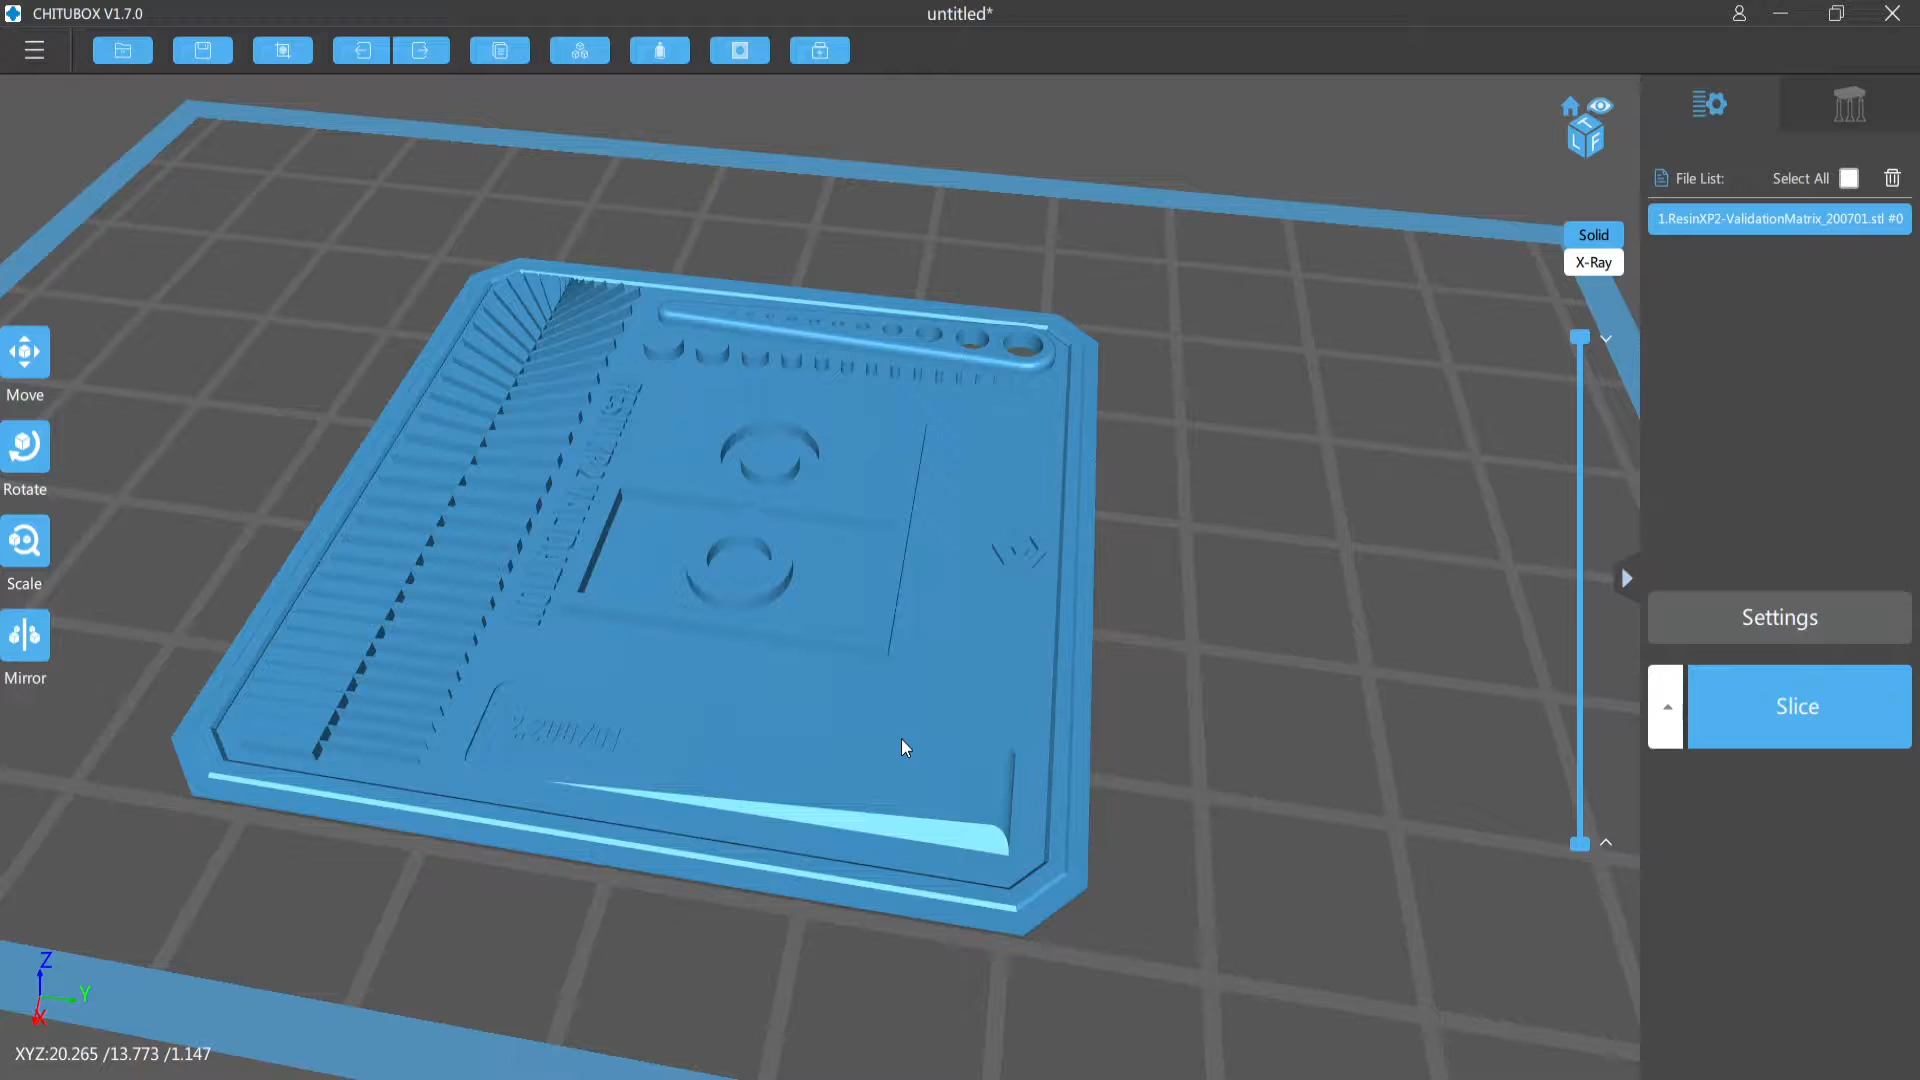 CHITUBOX V1.7.0
untitled*
T
L F
File List:
Select All
1.ResinXP2-ValidationMatrix_200701.stl #0
Solid
X-Ray
Move
Rotate
Scale
Mirror
Settings
Slice
Z
Y
X
XYZ:20.265 /13.773 /1.147